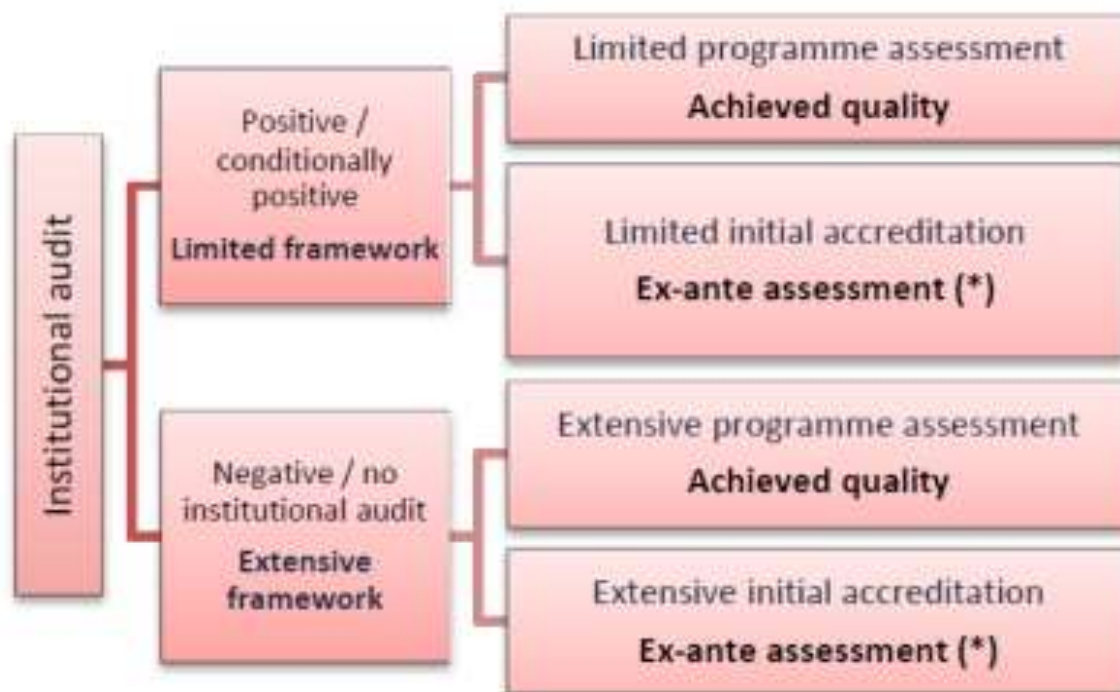 Institutional audit
Positive /
conditionally
positive
Limited framework
Limited programme assessment
Achieved quality
Limited initial accreditation
Ex-ante assessment (*)
Negative / no
institutional audit
Extensive
framework
Extensive programme assessment
Achieved quality
Extensive initial accreditation
Ex-ante assessment (*)